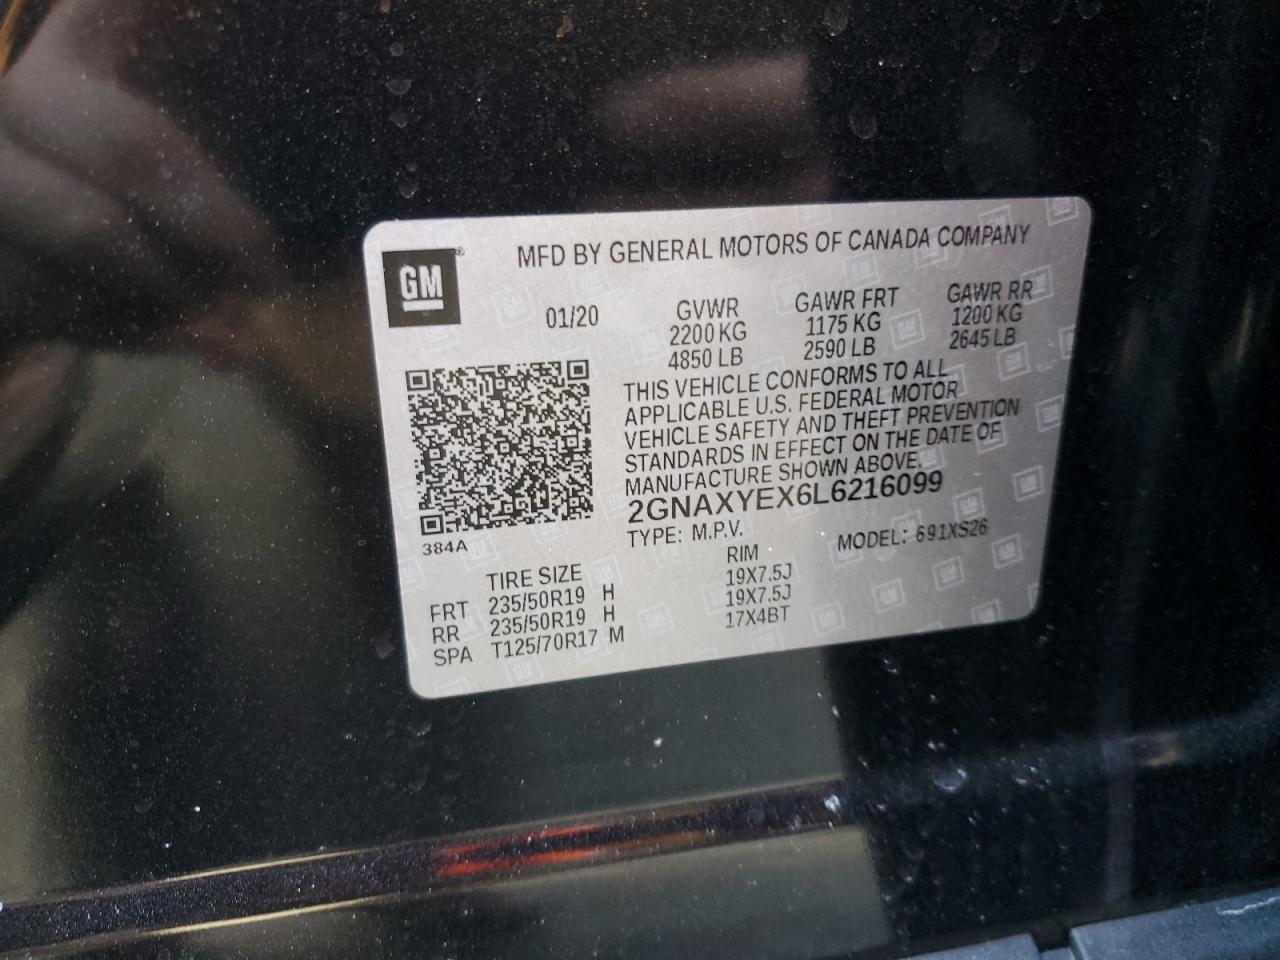 GM®
MFD BY GENERAL MOTORS OF CANADA COMPANY
01/20 GVWR GAWR FRT GAWR RR
2200 KG 1175 KG 1200 KG
4850 LB 2590 LB 2645 LB
THIS VEHICLE CONFORMS TO ALL
APPLICABLE U.S. FEDERAL MOTOR
VEHICLE SAFETY AND THEFT PREVENTION
STANDARDS IN EFFECT ON THE DATE OF
MANUFACTURE SHOWN ABOVE.
2GNAXYEX6L6216099
TYPE: M.P.V. MODEL: 691XS26
384A
TIRE SIZE RIM
FRT 235/50R19 H 19X7.5J
RR 235/50R19 H 19X7.5J
SPA T125/70R17 M 17X4BT